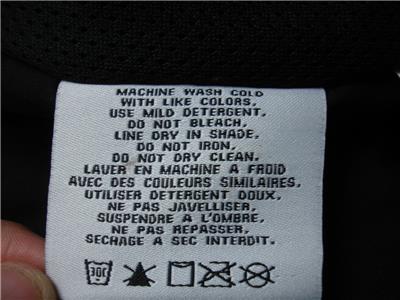 MACHINE WASH COLD
WITH LIKE COLORS,
USE MILD DETERGENT.
DO NOT BLEACH.
LINE DRY IN SHADE.
DO NOT IRON.
DO NOT DRY CLEAN.
LAVER EN MACHINE A FROID
AVEC DES COULEURS SIMILAIRES.
UTILISER DETERGENT DOUX.
NE PAS JAVELLISER,
SUSPENDRE A L'OMBRE.
NE PAS REPASSER,
SECHAGE A SEC INTERDIT.
30C